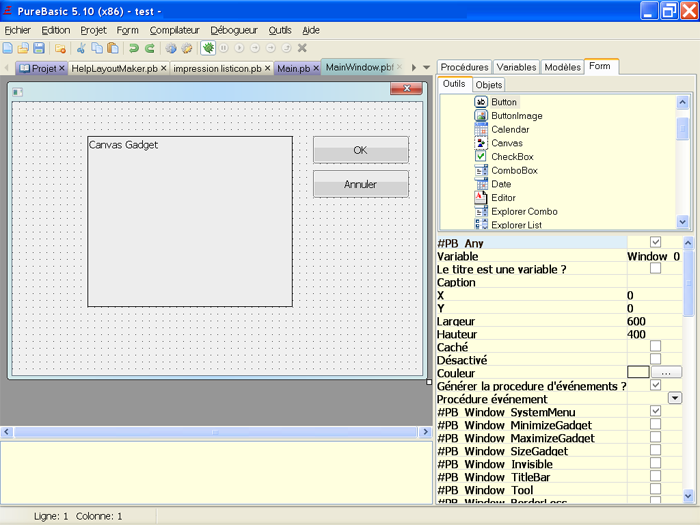 PureBasic 5.10 (x86) - test -
Fichier Edition Projet Form Compilateur Débogueur Outils Aide
Projet x HelpLayoutMaker.pb x impression listicon.pb x Main.pb x MainWindow.pbf
Procédures Variables Modèles Form
Outils Objets
Button
ButtonImage
Calendar
Canvas
CheckBox
ComboBox
Date
Editor
Explorer Combo
Explorer List
Canvas Gadget
OK
Annuler
#PB_Any
Variable Window_0
Le titre est une variable ?
Caption
X 0
Y 0
Largeur 600
Hauteur 400
Caché
Désactivé
Couleur ...
Générer la procedure d'événements ?
Procédure événement
#PB_Window_SystemMenu
#PB_Window_MinimizeGadget
#PB_Window_MaximizeGadget
#PB_Window_SizeGadget
#PB_Window_Invisible
#PB_Window_TitleBar
#PB_Window_Tool
#PB_Window_BorderLess
Ligne: 1 Colonne: 1